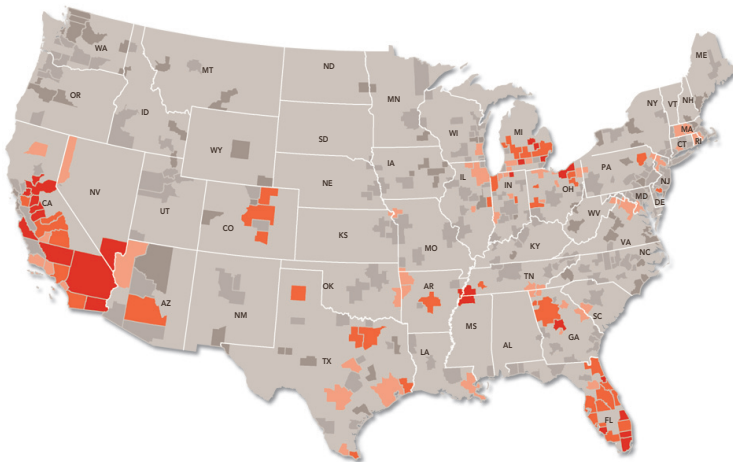 WA
MT
ND
MN
ME
OR
ID
WY
SD
WI
MI
NY
VT
NH
MA
CT
RI
NV
UT
CO
NE
IA
IL
IN
OH
PA
NJ
CA
KS
MO
KY
WV
MD
DE
VA
AZ
NM
OK
AR
TN
NC
TX
LA
MS
AL
GA
SC
FL